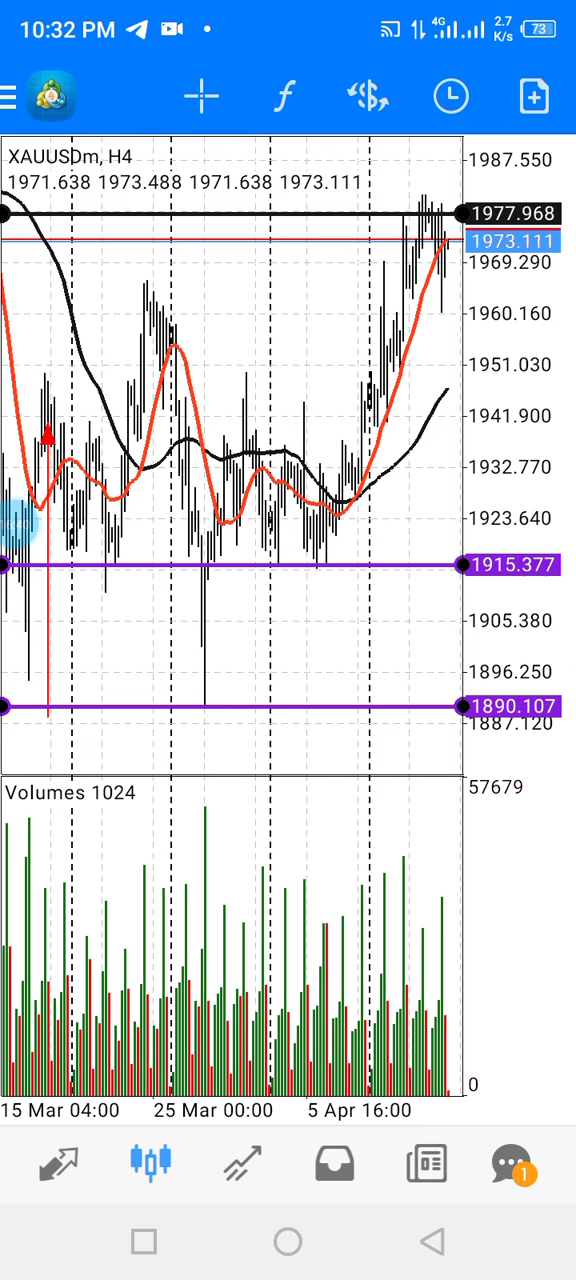 10:32 PM
4G
2.7
K/s
73
4
f
$
XAUUSDm, H4
1971.638 1973.488 1971.638 1973.111
1987.550
1977.968
1973.111
1969.290
1960.160
1951.030
1941.900
1932.770
1923.640
1915.377
1905.380
1896.250
1890.107
1887.120
Volumes 1024
57679
0
15 Mar 04:00
25 Mar 00:00
5 Apr 16:00
1